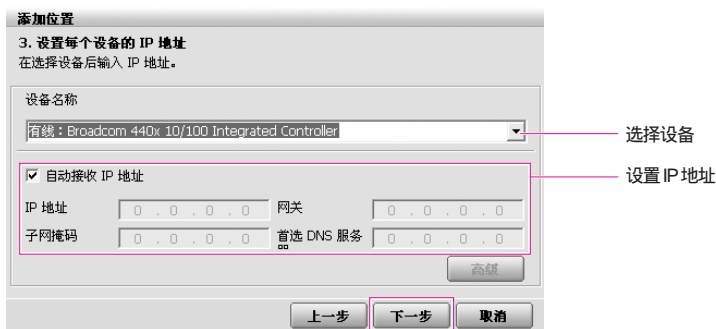 添加位置
3. 设置每个设备的 IP 地址
在选择设备后输入 IP 地址。
设备名称
有线：Broadcom 440x 10/100 Integrated Controller
选择设备
自动接收 IP 地址
设置IP地址
IP 地址 0 . 0 . 0 . 0 网关 0 . 0 . 0 . 0
子网掩码 0 . 0 . 0 . 0 首选 DNS 服务 0 . 0 . 0 . 0
高级
上一步 下一步 取消